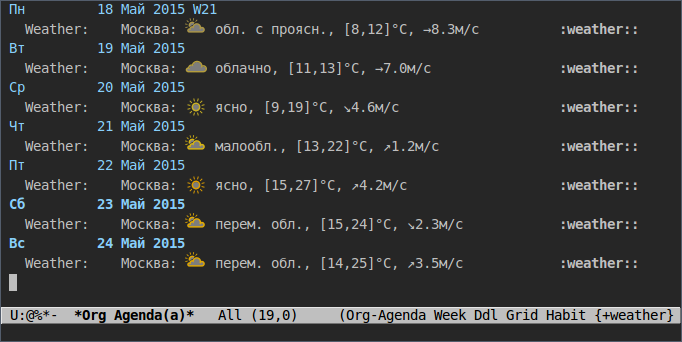 Пн         18 Май 2015 W21
  Weather:    Москва: обл. с проясн., [8,12]°C, →8.3м/с          :weather::
Вт         19 Май 2015
  Weather:    Москва: облачно, [11,13]°C, →7.0м/с                :weather::
Ср         20 Май 2015
  Weather:    Москва: ясно, [9,19]°C, ↘4.6м/с                    :weather::
Чт         21 Май 2015
  Weather:    Москва: малообл., [13,22]°C, ↗1.2м/с               :weather::
Пт         22 Май 2015
  Weather:    Москва: ясно, [15,27]°C, ↗4.2м/с                   :weather::
Сб         23 Май 2015
  Weather:    Москва: перем. обл., [15,24]°C, ↘2.3м/с            :weather::
Вс         24 Май 2015
  Weather:    Москва: перем. обл., [14,25]°C, ↗3.5м/с            :weather::
U:@%*-  *Org Agenda(a)*   All (19,0)     (Org-Agenda Week Ddl Grid Habit {+weather}